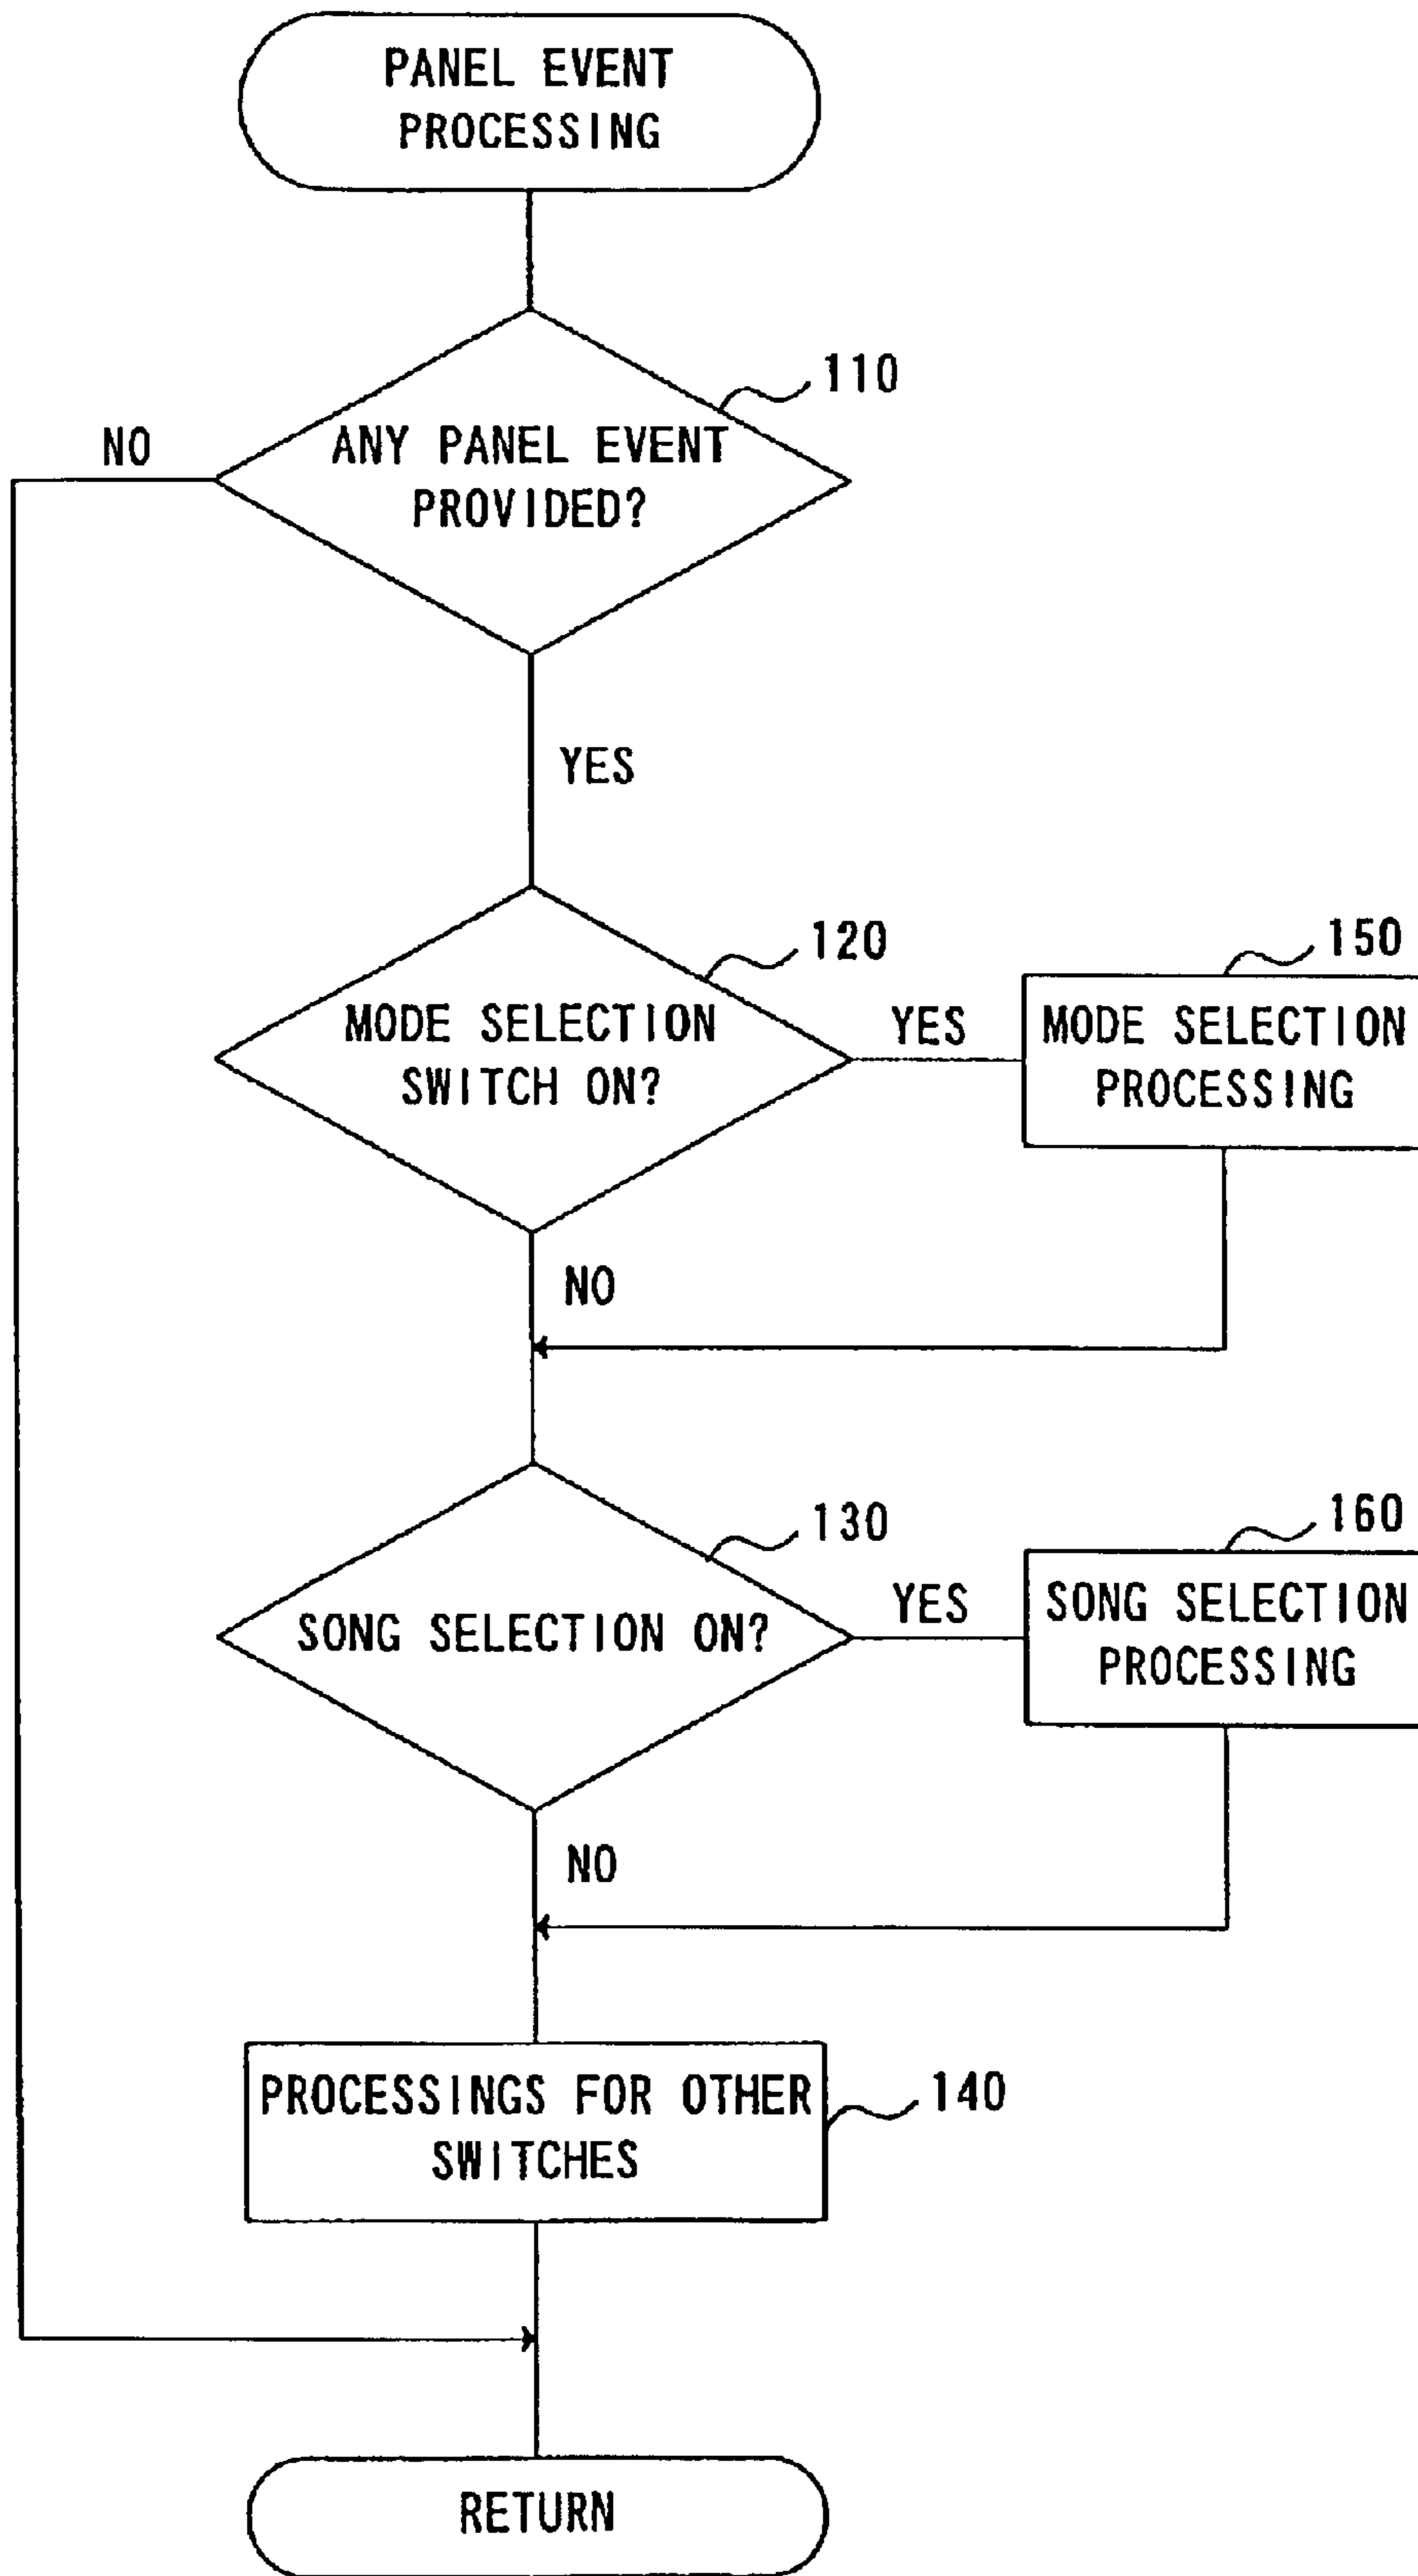 PANEL EVENT
PROCESSING
110
NO
ANY PANEL EVENT
PROVIDED?
YES
120
150
MODE SELECTION
SWITCH ON?
YES
MODE SELECTION
PROCESSING
NO
130
160
SONG SELECTION ON?
YES
SONG SELECTION
PROCESSING
NO
PROCESSINGS FOR OTHER
SWITCHES
140
RETURN